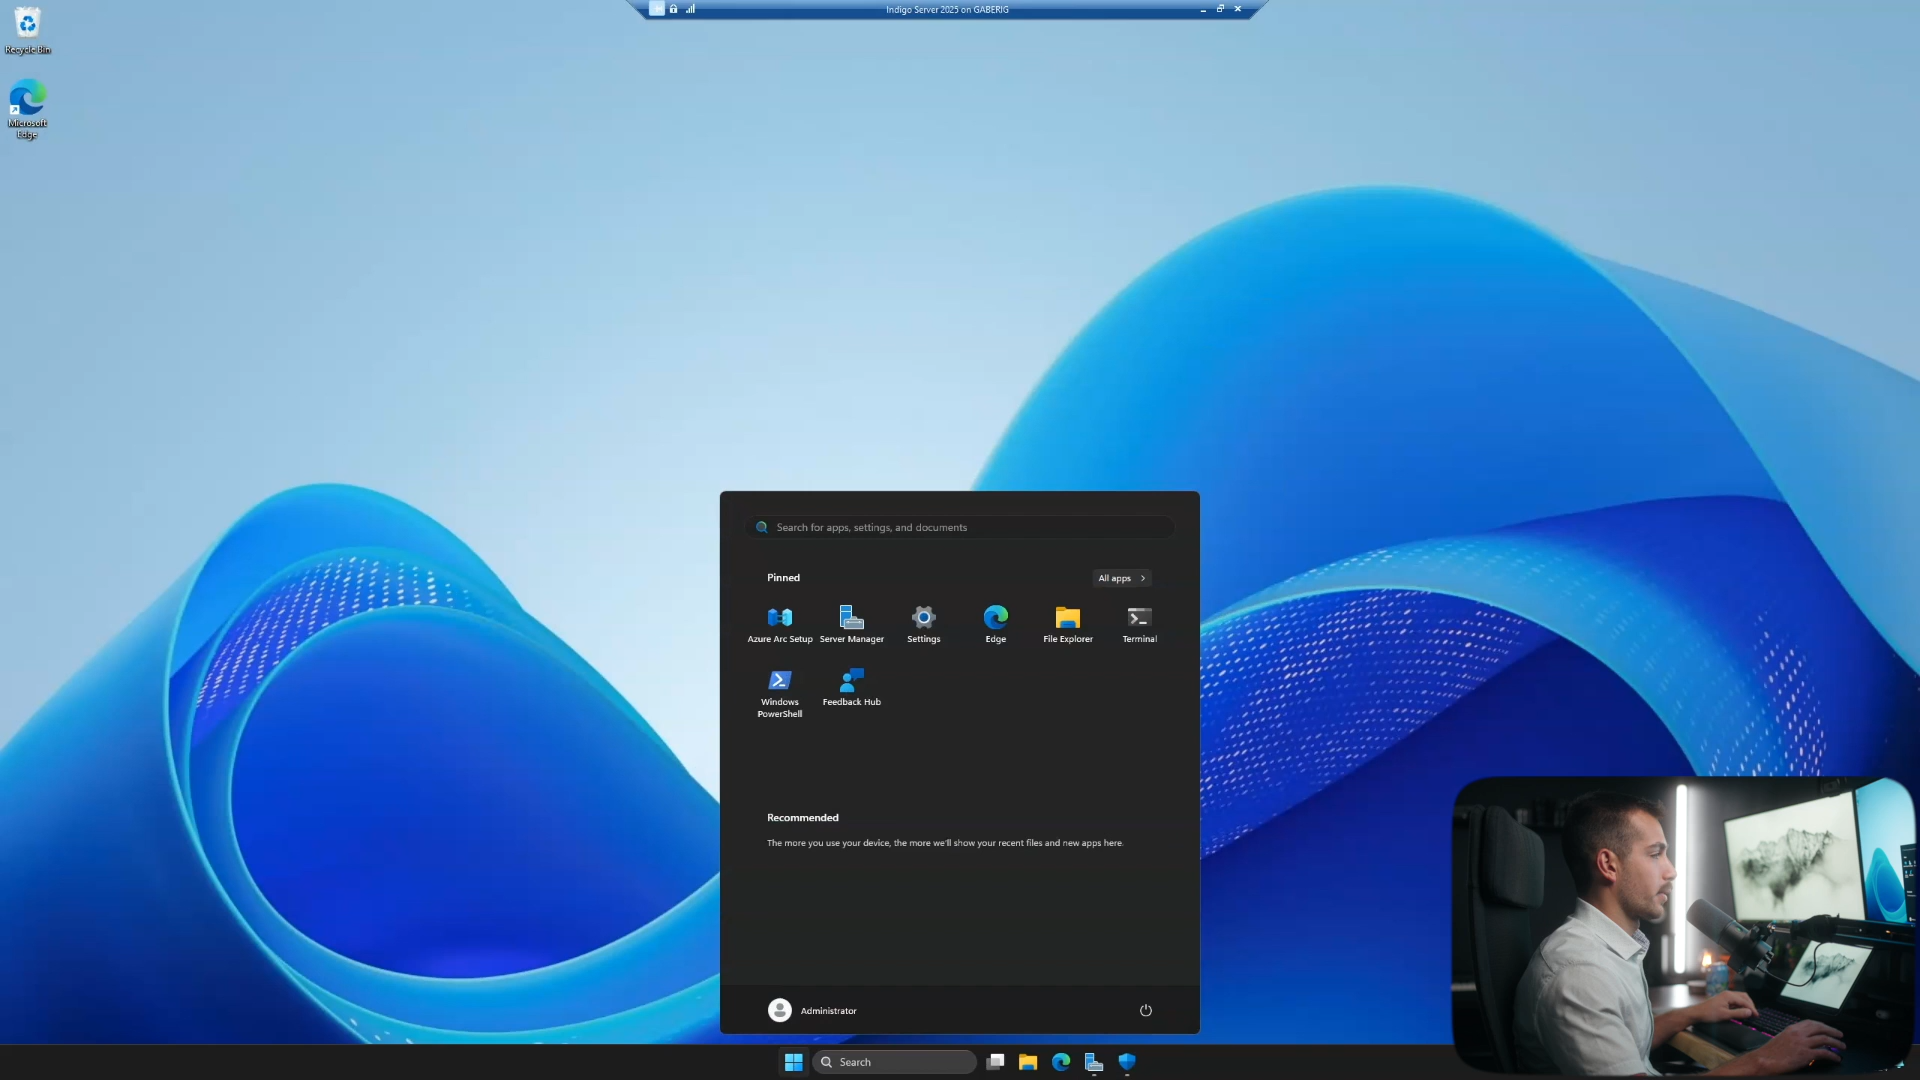 Indigo Server 2025 on GABERIG
Recycle Bin
Microsoft
Edge
Search for apps, settings, and documents
Pinned
All apps
Azure Arc Setup
Server Manager
Settings
Edge
File Explorer
Terminal
Windows
PowerShell
Feedback Hub
Recommended
The more you use your device, the more we'll show your recent files and new apps here.
Administrator
Search